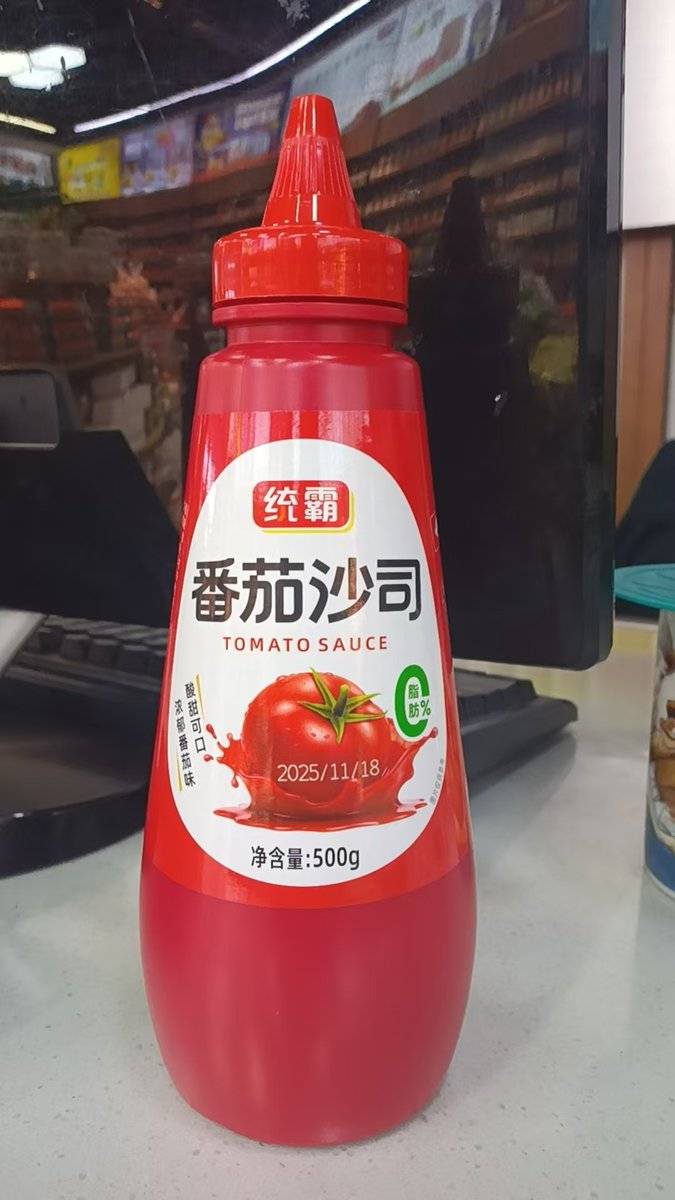 统霸
番茄沙司
TOMATO SAUCE
0%
脂肪
酸甜可口
浓郁番茄味
2025/11/18
净含量:500g